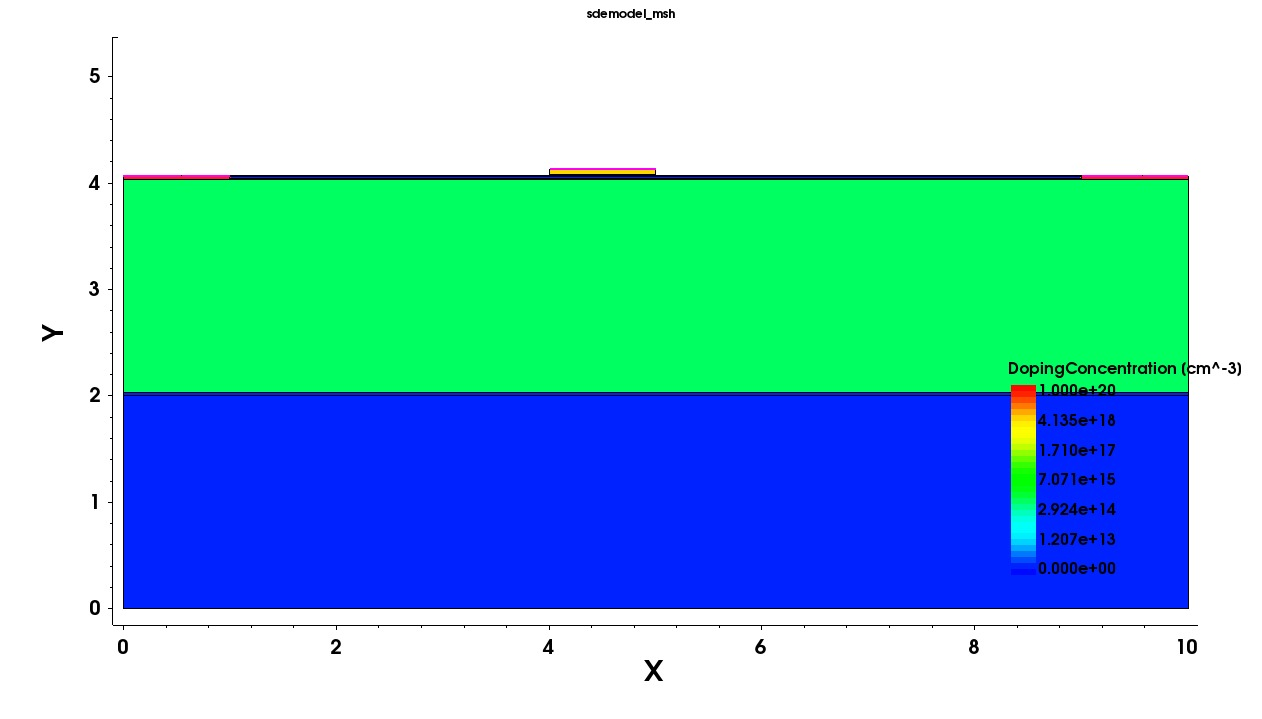 sdemodel_msh
5
4
3
2
1
0
Y
DopingConcentration (cm^-3)
1.000e+20
4.135e+18
1.710e+17
7.071e+15
2.924e+14
1.207e+13
0.000e+00
0 2 4 6 8 10
X